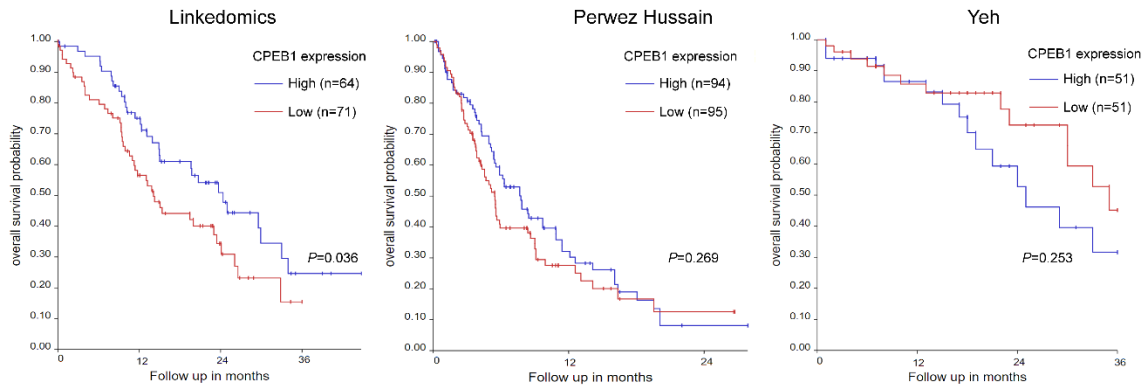 Linkedomics
Perwez Hussain
Yeh
1.00
0.90
0.80
0.70
0.60
0.50
0.40
0.30
0.20
0.10
0.00
overall survival probability
CPEB1 expression
High (n=64)
Low (n=71)
P=0.036
0
12
24
36
Follow up in months
1.00
0.90
0.80
0.70
0.60
0.50
0.40
0.30
0.20
0.10
0.00
overall survival probability
CPEB1 expression
High (n=94)
Low (n=95)
P=0.269
0
12
24
Follow up in months
1.00
0.90
0.80
0.70
0.60
0.50
0.40
0.30
0.20
0.10
0.00
overall survival probability
CPEB1 expression
High (n=51)
Low (n=51)
P=0.253
0
12
24
36
Follow up in months